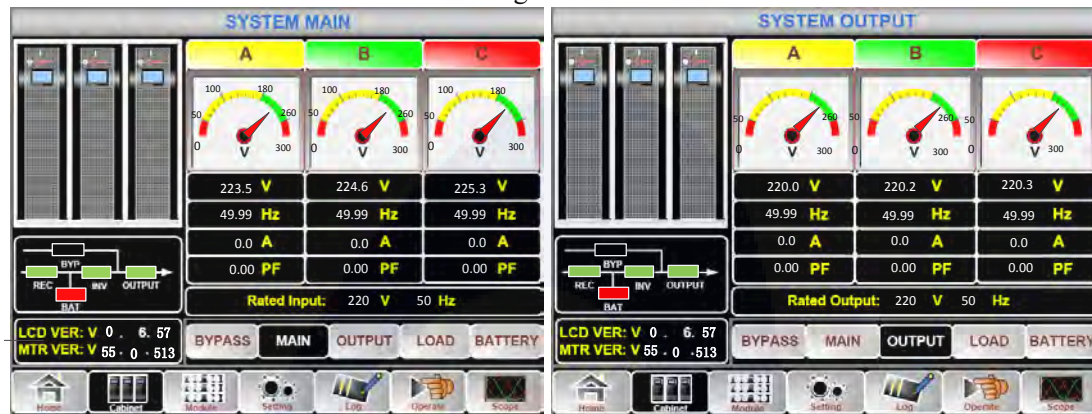 SYSTEM MAIN
A B C
100 180 100 180 100 180
50 260 50 260 50 260
0 V 300 0 V 300 0 V 300
223.5 V 224.6 V 225.3 V
49.99 Hz 49.99 Hz 49.99 Hz
0.0 A 0.0 A 0.0 A
0.00 PF 0.00 PF 0.00 PF
BYP
REC INV OUTPUT
BAT
Rated Input: 220 V 50 Hz
LCD VER: V 0 . 6. 57
MTR VER: V 55 . 0 .513
BYPASS MAIN OUTPUT LOAD BATTERY
Home Cabinet Module Setting Log Operate Scope
SYSTEM OUTPUT
A B C
50 260 50 260 50 260
0 V 300 0 V 300 V 300
220.0 V 220.2 V 220.3 V
49.99 Hz 49.99 Hz 49.99 Hz
0.0 A 0.0 A 0.0 A
0.00 PF 0.00 PF 0.00 PF
BYP
REC INV OUTPUT
BAT
Rated Output: 220 V 50 Hz
LCD VER: V 0 . 6. 57
MTR VER: V 55 . 0 .513
BYPASS MAIN OUTPUT LOAD BATTERY
Home Cabinet Module Setting Log Operate Scope